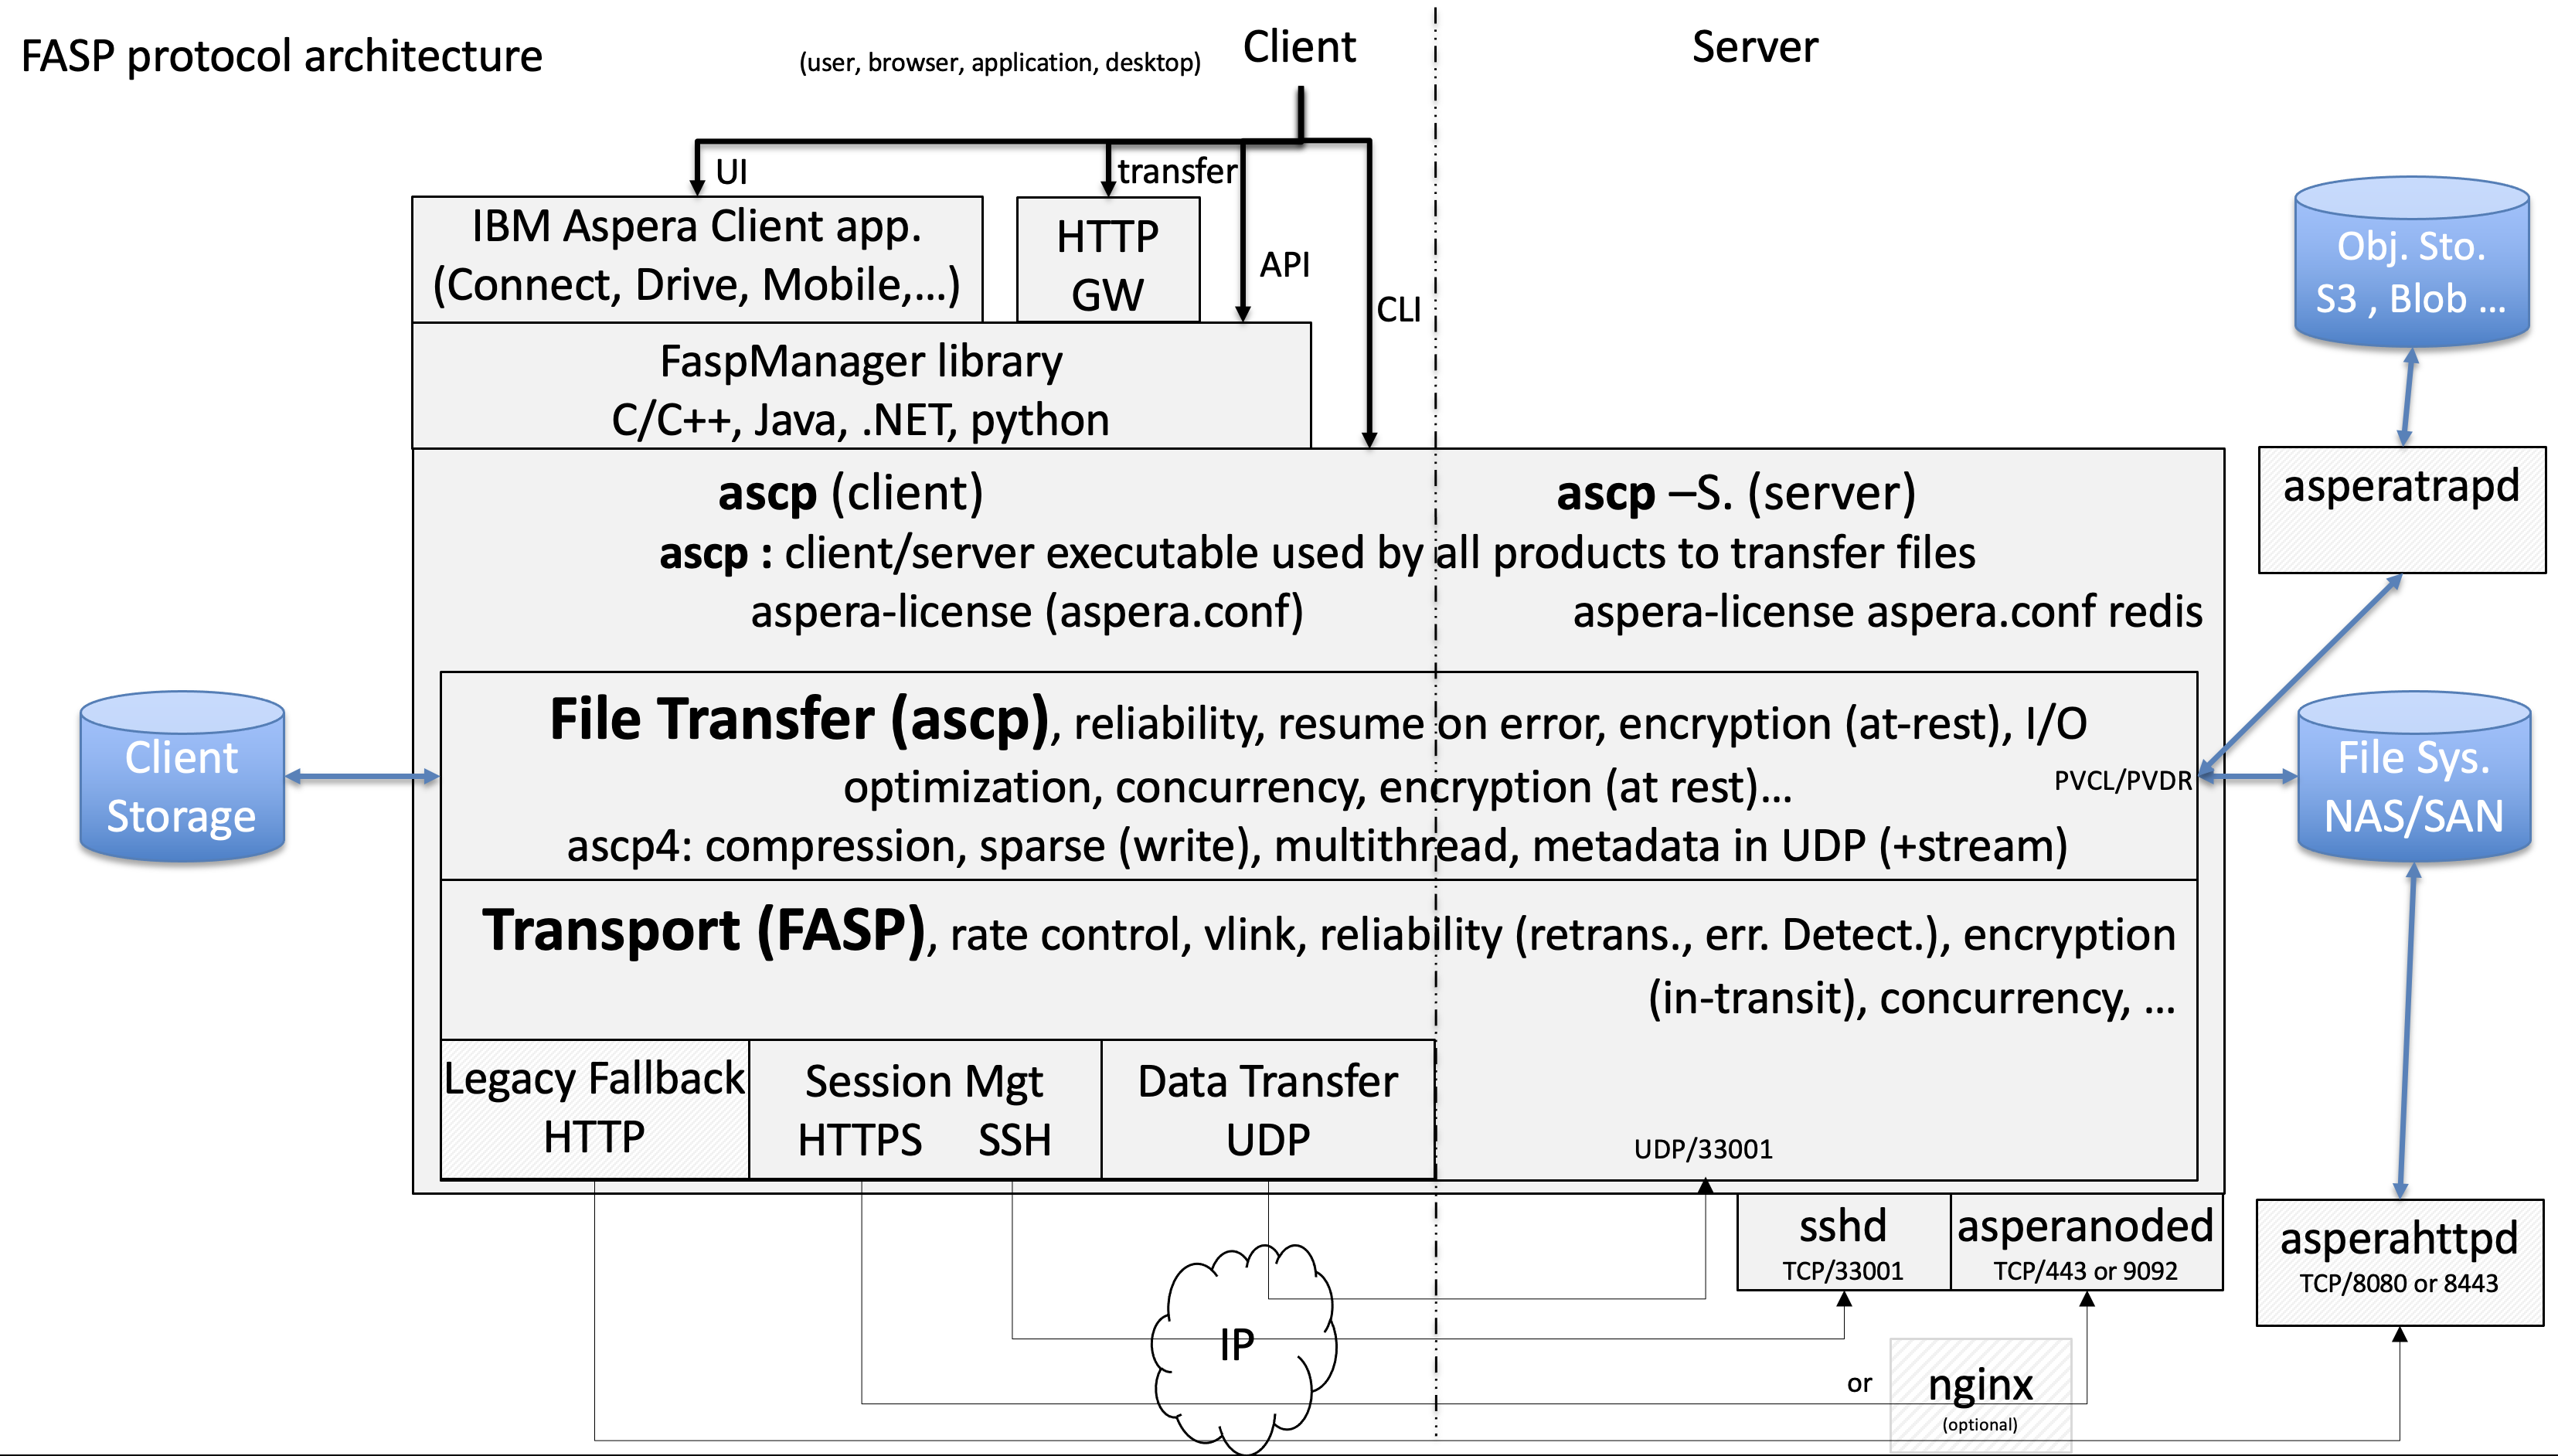 FASP protocol architecture
(user, browser, application, desktop)
Client
Server
UI
transfer
API
CLI
IBM Aspera Client app.
(Connect, Drive, Mobile,...)
HTTP
GW
FaspManager library
C/C++, Java, .NET, python
ascp (client)
ascp –S. (server)
ascp : client/server executable used by all products to transfer files
aspera-license (aspera.conf)
aspera-license aspera.conf redis
Obj. Sto.
S3 , Blob ...
asperatrapd
Client
Storage
File Transfer (ascp), reliability, resume on error, encryption (at-rest), I/O
optimization, concurrency, encryption (at rest)...
PVCL/PVDR
ascp4: compression, sparse (write), multithread, metadata in UDP (+stream)
File Sys.
NAS/SAN
Transport (FASP), rate control, vlink, reliability (retrans., err. Detect.), encryption
(in-transit), concurrency, ...
Legacy Fallback
HTTP
Session Mgt
HTTPS SSH
Data Transfer
UDP
UDP/33001
sshd
TCP/33001
asperanoded
TCP/443 or 9092
asperahttpd
TCP/8080 or 8443
IP
or
nginx
(optional)